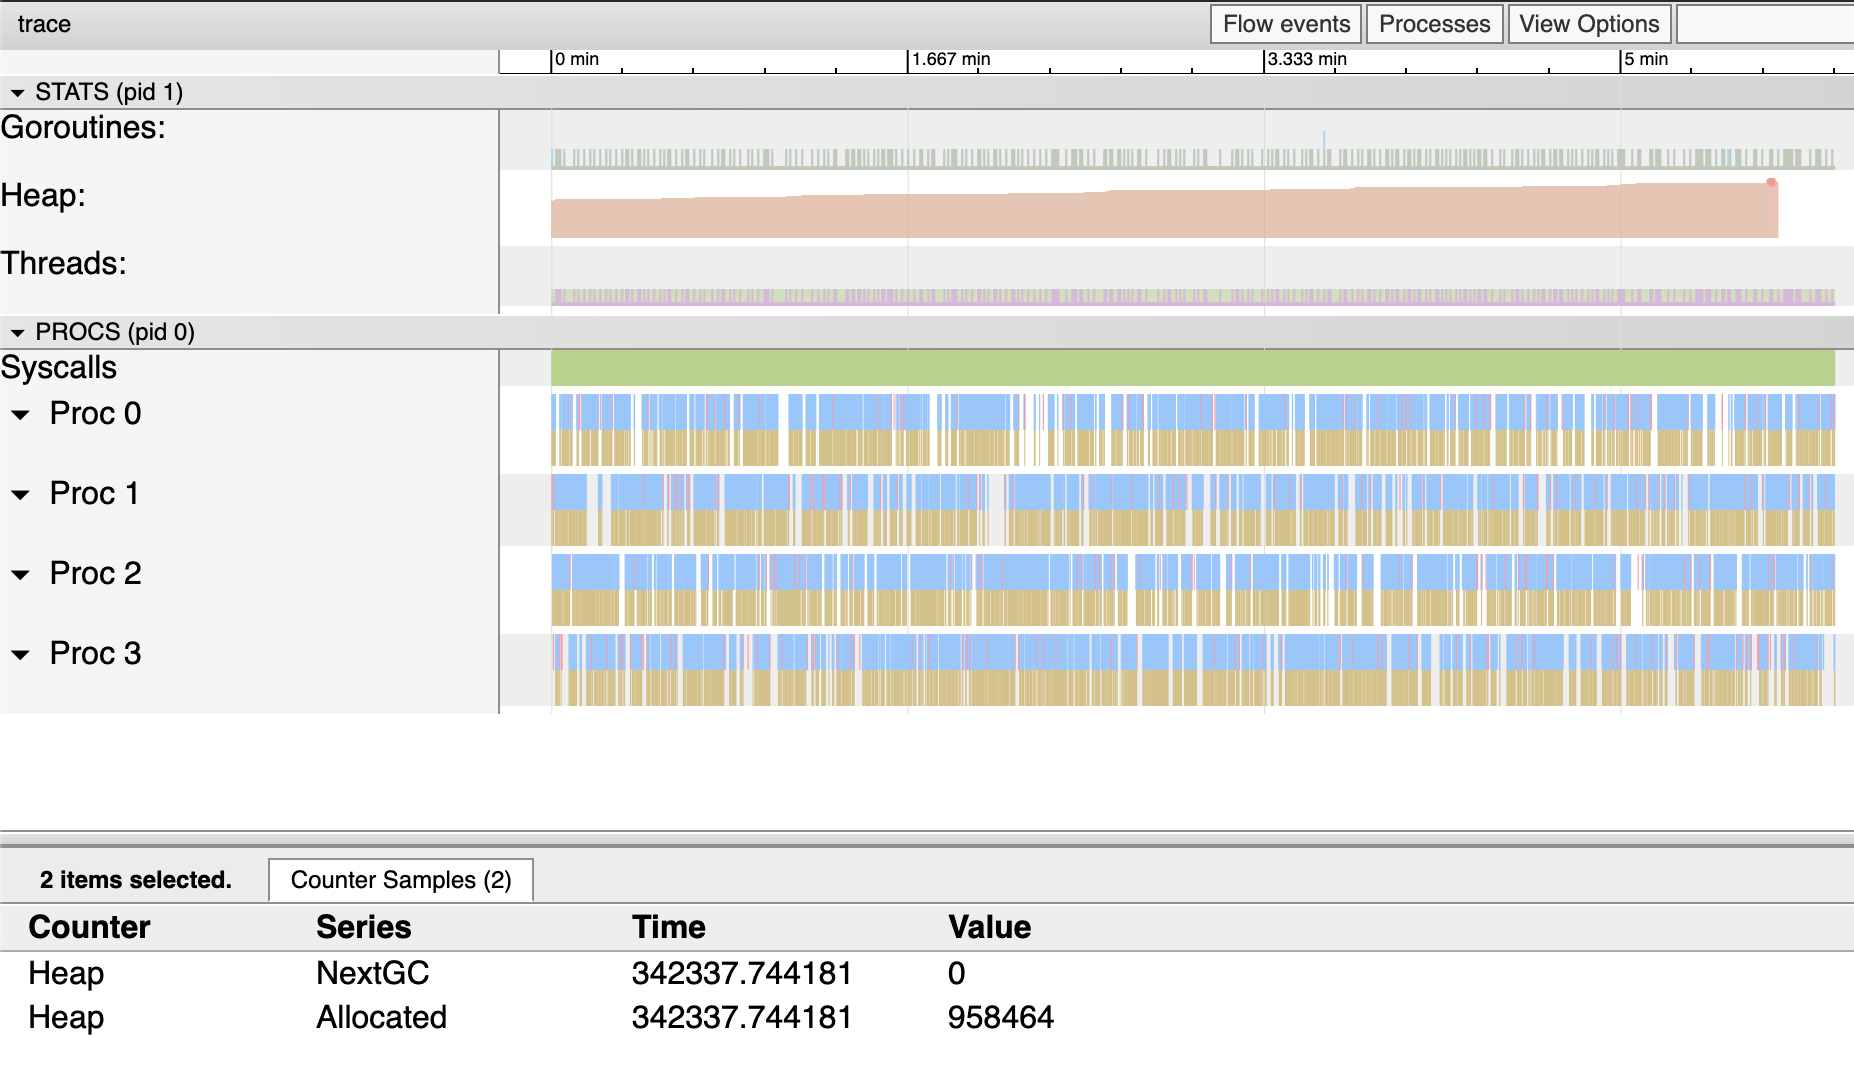 trace Flow events Processes View Options
0 min 1.667 min 3.333 min 5 min
STATS (pid 1)
Goroutines:
Heap:
Threads:
PROCS (pid 0)
Syscalls
Proc 0
Proc 1
Proc 2
Proc 3
2 items selected. Counter Samples (2)
Counter Series Time Value
Heap NextGC 342337.744181 0
Heap Allocated 342337.744181 958464